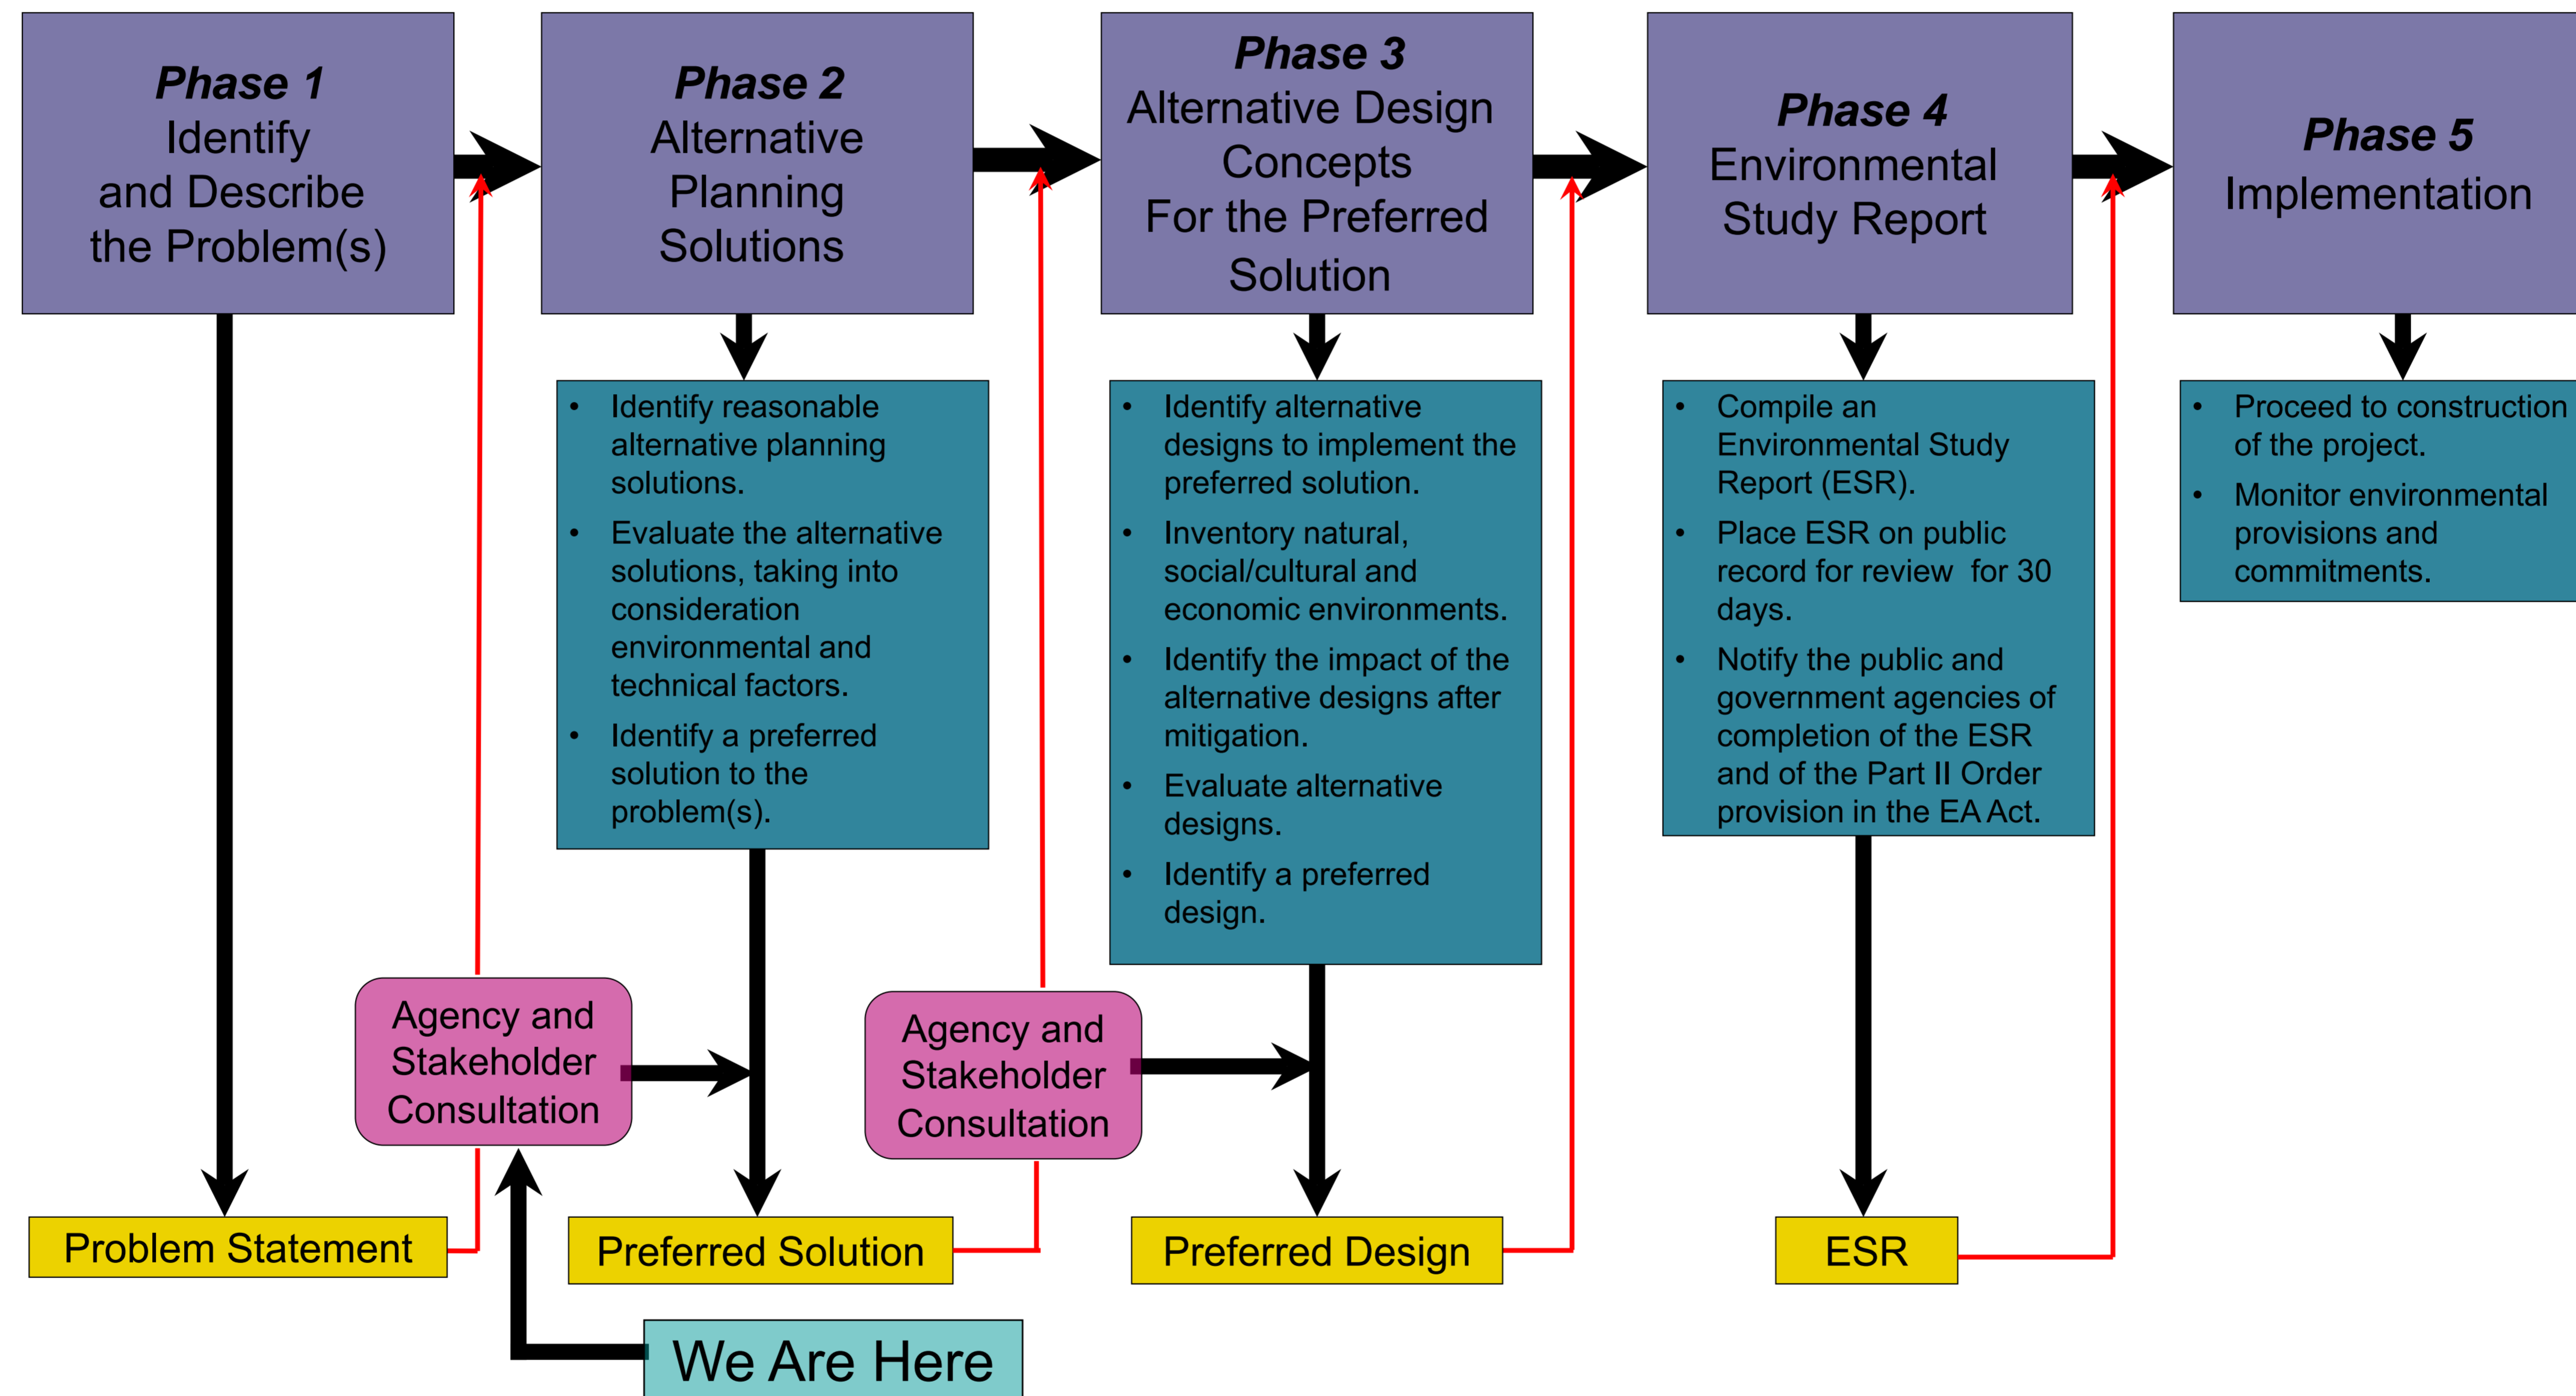 Phase 1
Identify
and Describe
the Problem(s)
Phase 2
Alternative
Planning
Solutions
Phase 3
Alternative Design
Concepts
For the Preferred
Solution
Phase 4
Environmental
Study Report
Phase 5
Implementation
• Identify reasonable
alternative planning
solutions.
• Evaluate the alternative
solutions, taking into
consideration
environmental and
technical factors.
• Identify a preferred
solution to the
problem(s).
• Identify alternative
designs to implement the
preferred solution.
• Inventory natural,
social/cultural and
economic environments.
• Identify the impact of the
alternative designs after
mitigation.
• Evaluate alternative
designs.
• Identify a preferred
design.
• Compile an
Environmental Study
Report (ESR).
• Place ESR on public
record for review for 30
days.
• Notify the public and
government agencies of
completion of the ESR
and of the Part II Order
provision in the EA Act.
• Proceed to construction
of the project.
• Monitor environmental
provisions and
commitments.
Agency and
Stakeholder
Consultation
Agency and
Stakeholder
Consultation
Problem Statement
Preferred Solution
Preferred Design
ESR
We Are Here